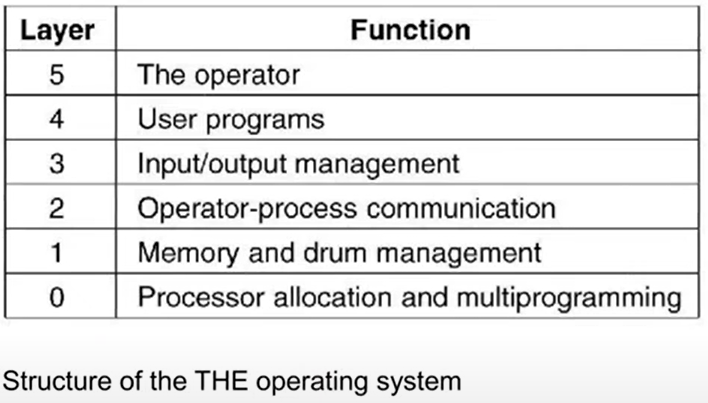 Layer Function
5 The operator
4 User programs
3 Input/output management
2 Operator-process communication
1 Memory and drum management
0 Processor allocation and multiprogramming
Structure of the THE operating system